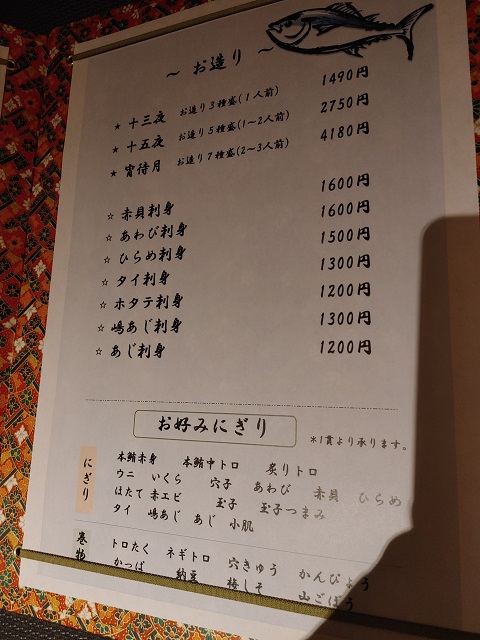 ～ お造り ～
★ 十三夜 お造り３種盛(１人前) 1490円
★ 十五夜 お造り５種盛(1～2人前) 2750円
★ 宵待月 お造り７種盛(2～3人前) 4180円
☆ 赤貝刺身 1600円
☆ あわび刺身 1600円
☆ ひらめ刺身 1500円
☆ タイ刺身 1300円
☆ ホタテ刺身 1200円
☆ 嶋あじ刺身 1300円
☆ あじ刺身 1200円
お好みにぎり
*1貫より承ります。
にぎり
本鮪赤身 本鮪中トロ 炙りトロ
ウニ いくら 穴子 あわび 赤貝 ひらめ
ほたて 赤エビ 玉子 玉子つまみ
タイ 嶋あじ あじ 小肌
巻物
トロたく ネギトロ 穴きゅう かんぴょう
かっぱ 納豆 梅しそ 山ごぼう